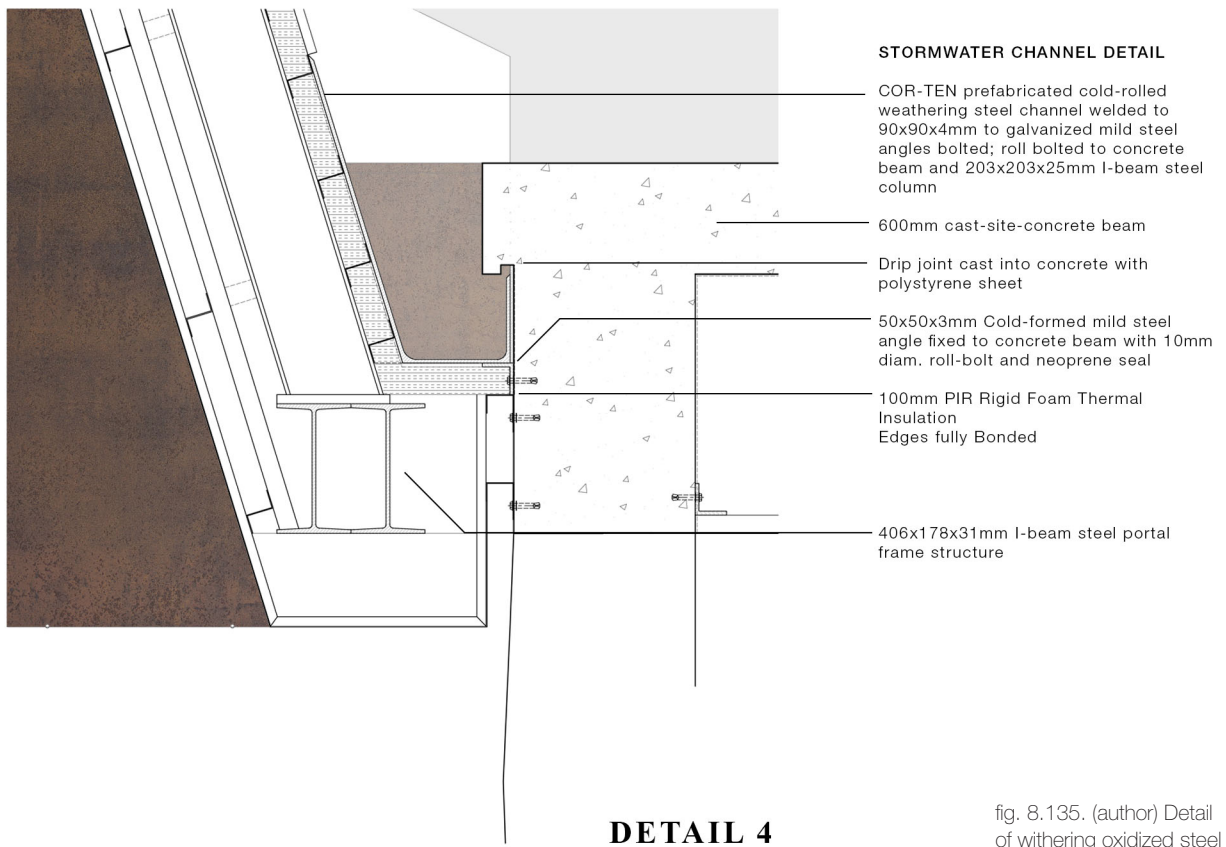 STORMWATER CHANNEL DETAIL
COR-TEN prefabricated cold-rolled
weathering steel channel welded to
90x90x4mm to galvanized mild steel
angles bolted; roll bolted to concrete
beam and 203x203x25mm I-beam steel
column
600mm cast-site-concrete beam
Drip joint cast into concrete with
polystyrene sheet
50x50x3mm Cold-formed mild steel
angle fixed to concrete beam with 10mm
diam. roll-bolt and neoprene seal
100mm PIR Rigid Foam Thermal
Insulation
Edges fully Bonded
406x178x31mm I-beam steel portal
frame structure
DETAIL 4
fig. 8.135. (author) Detail
of withering oxidized steel